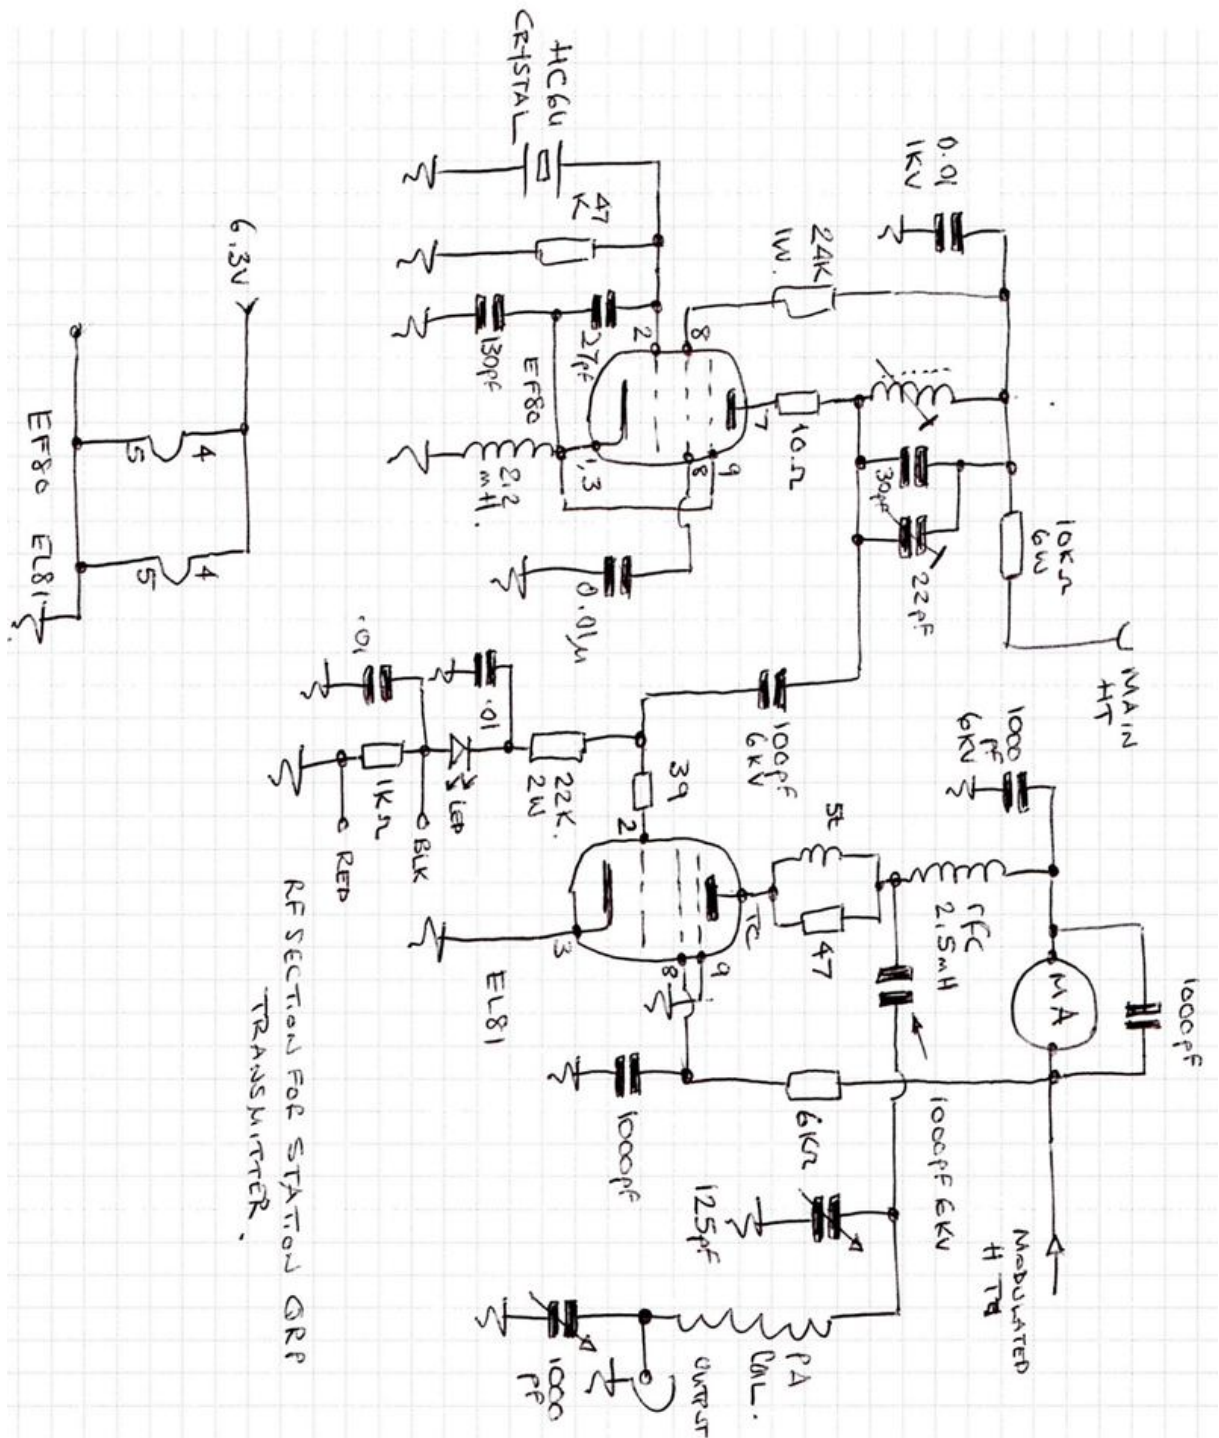 HC6U
CRYSTAL
47
K
130pf
27pf
EF80
2
8
24K
1W.
0.01
1KV
7
10Ω
1,3
8
9
8.2
mH.
0.01μ
30pf
22pF
10KΩ
6W
MAIN
HT
6.3V
4
5
4
5
EF80 EL81
.01
.01
1KΩ
RED
BLK
LED
22K.
2W
39
2
100pf
6KV
5t
47
TC
rfc
2.5mH
1000
pf
6KV
MA
1000pF
3
8
9
EL81
1000pf
6KΩ
1000pF 6KV
MODULATED
HT
125pf
PA
COIL.
OUTPUT
1000
pf
RF SECTION FOR STATION QRP
TRANSMITTER.